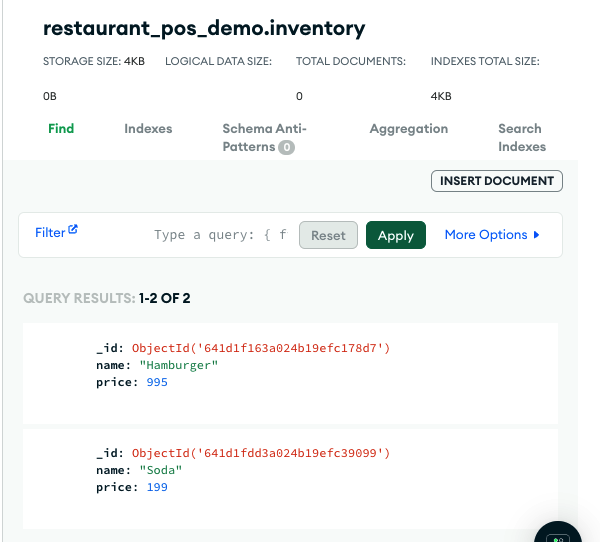 restaurant_pos_demo.inventory
STORAGE SIZE: 4KB LOGICAL DATA SIZE: TOTAL DOCUMENTS: INDEXES TOTAL SIZE:
0B 0 4KB
Find Indexes Schema Anti- Aggregation Search
Patterns 0 Indexes
INSERT DOCUMENT
Filter Type a query: { f Reset Apply More Options
QUERY RESULTS: 1-2 OF 2
_id: ObjectId('641d1f163a024b19efc178d7')
name: "Hamburger"
price: 995
_id: ObjectId('641d1fdd3a024b19efc39099')
name: "Soda"
price: 199